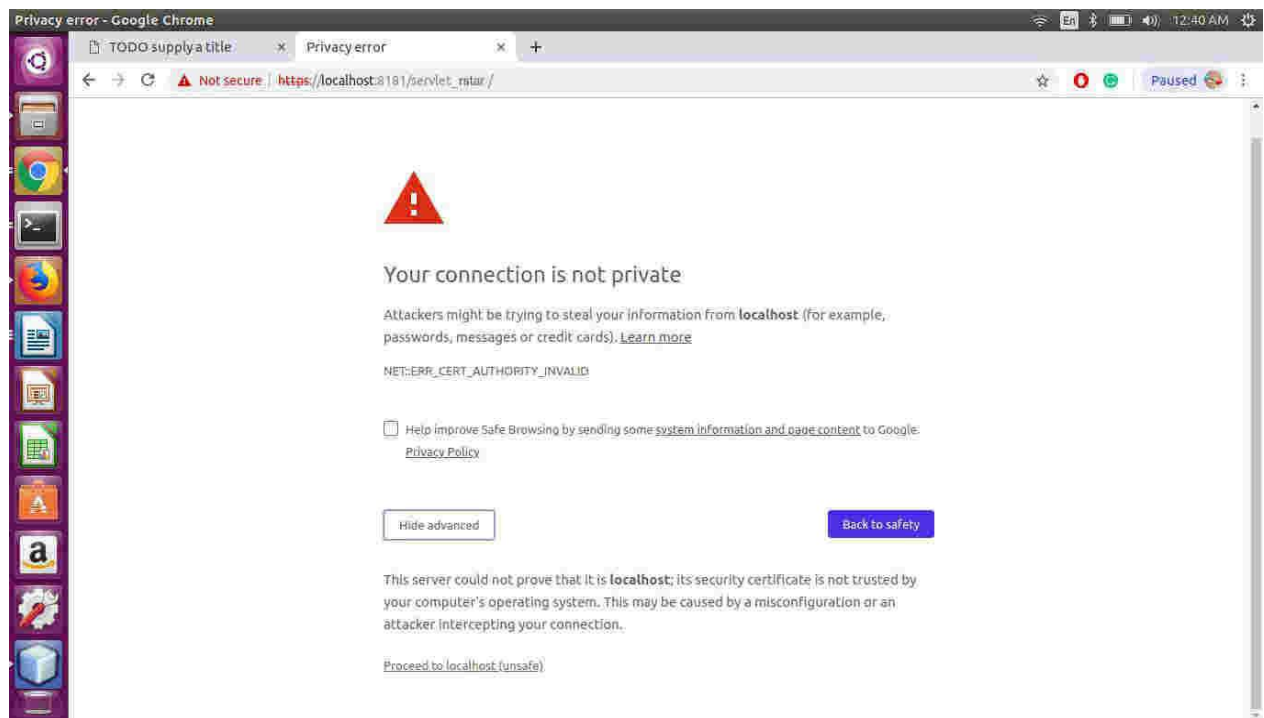 Privacy error - Google Chrome
En
12:40 AM
TODO supply a title
Privacy error
Not secure | https://localhost:8181/servlet_rstar/
Paused
Your connection is not private
Attackers might be trying to steal your information from localhost (for example,
passwords, messages or credit cards). Learn more
NET::ERR_CERT_AUTHORITY_INVALID
Help improve Safe Browsing by sending some system information and page content to Google.
Privacy Policy
Hide advanced
Back to safety
This server could not prove that it is localhost; its security certificate is not trusted by
your computer's operating system. This may be caused by a misconfiguration or an
attacker intercepting your connection.
Proceed to localhost (unsafe)